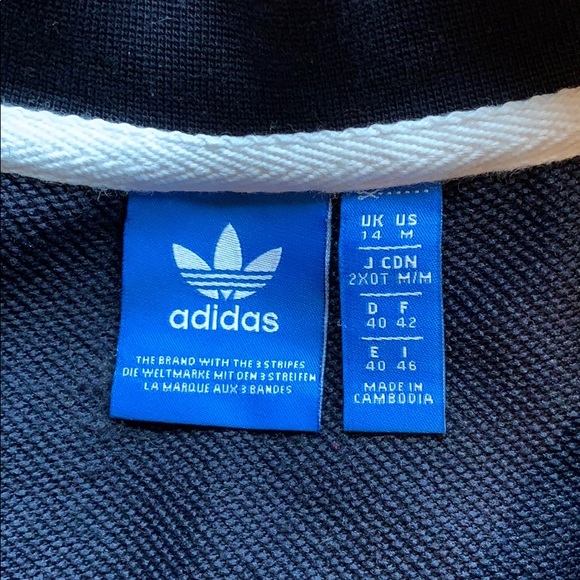 adidas
THE BRAND WITH THE 3 STRIPES
DIE WELTMARKE MIT DEN 3 STREIFEN
LA MARQUE AUX 3 BANDES
UK US
14 M
J CDN
2XOT M/M
D F
40 42
E I
40 46
MADE IN
CAMBODIA